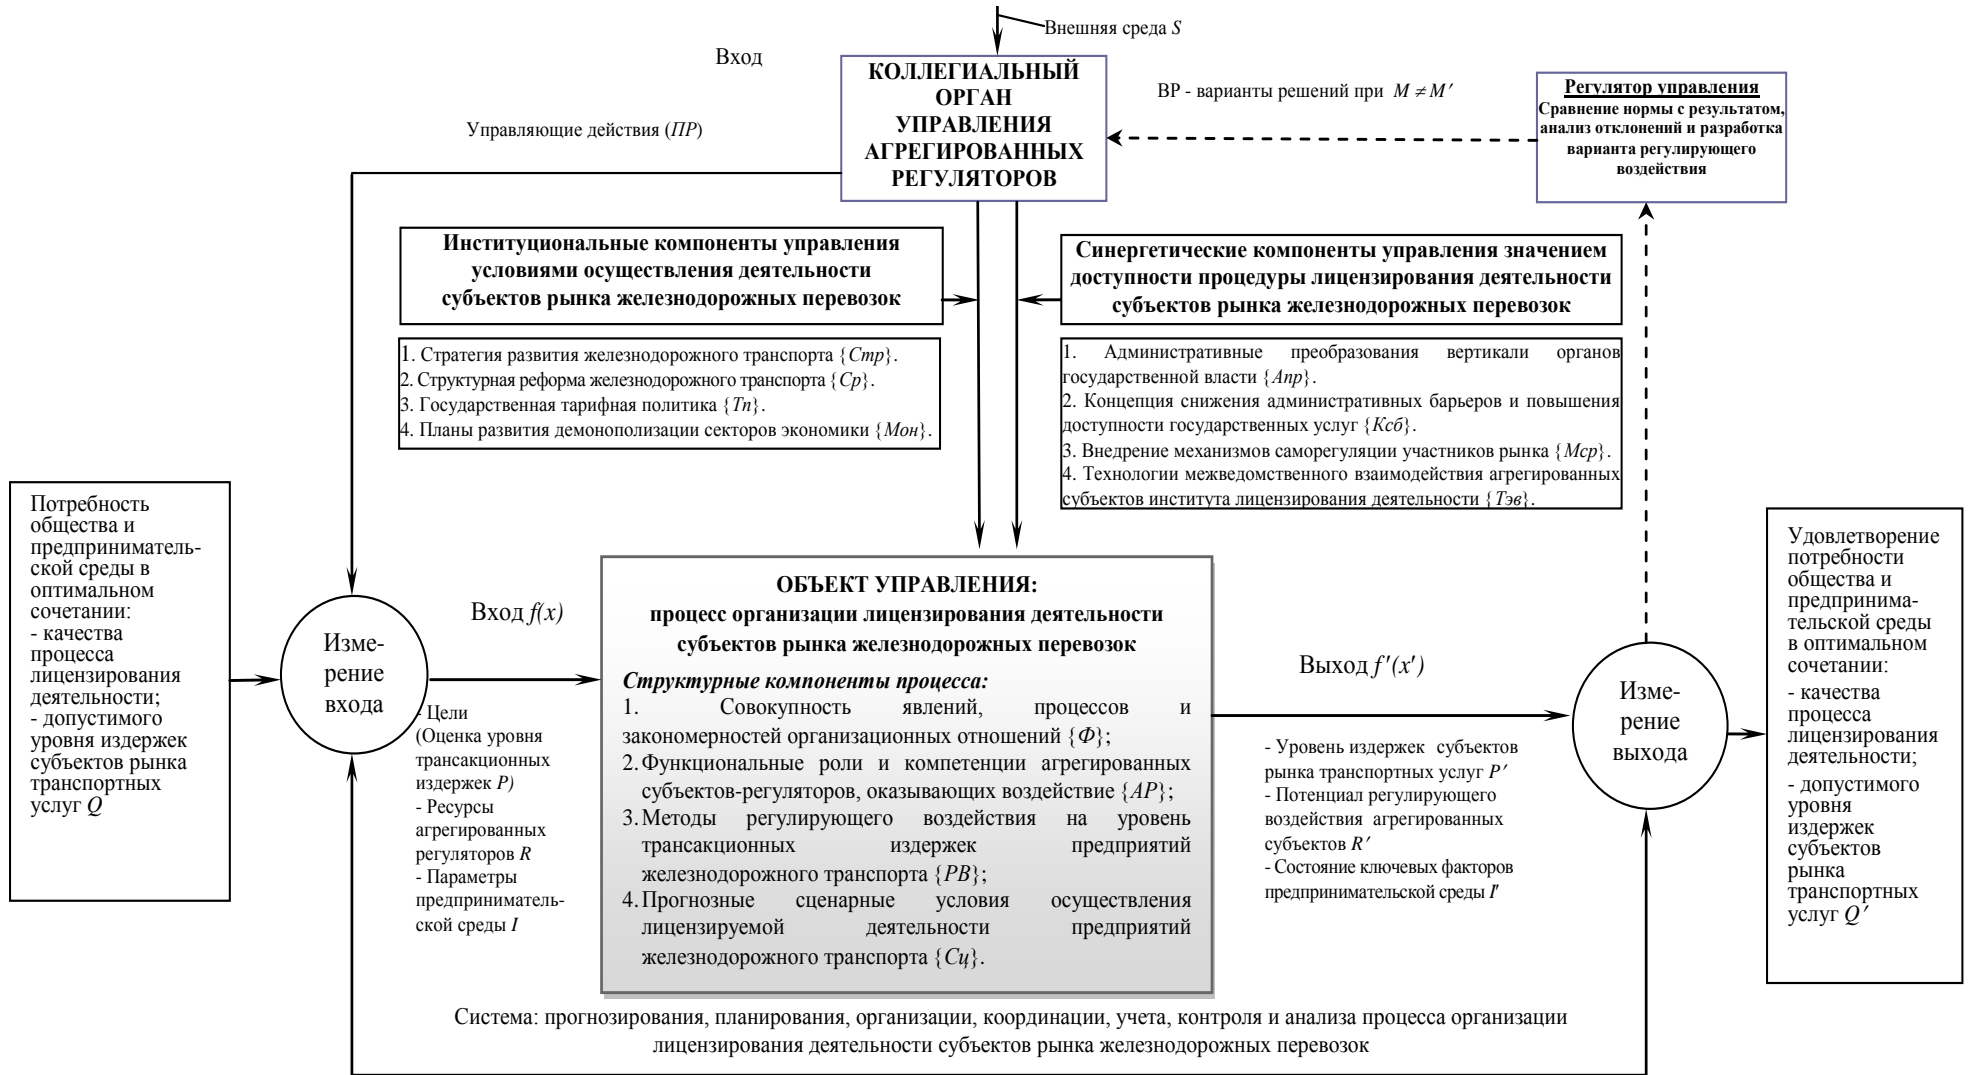 Внешняя среда S
Вход
КОЛЛЕГИАЛЬНЫЙ
ОРГАН
УПРАВЛЕНИЯ
АГРЕГИРОВАННЫХ
РЕГУЛЯТОРОВ
ВР - варианты решений при M ≠ M′
Регулятор управления
Сравнение нормы с результатом,
анализ отклонений и разработка
варианта регулирующего
воздействия
Управляющие действия (ПР)
Институциональные компоненты управления
условиями осуществления деятельности
субъектов рынка железнодорожных перевозок
Синергетические компоненты управления значением
доступности процедуры лицензирования деятельности
субъектов рынка железнодорожных перевозок
1. Стратегия развития железнодорожного транспорта {Стр}.
2. Структурная реформа железнодорожного транспорта {Ср}.
3. Государственная тарифная политика {Тп}.
4. Планы развития демонополизации секторов экономики {Мон}.
1. Административные преобразования вертикали органов
государственной власти {Апр}.
2. Концепция снижения административных барьеров и повышения
доступности государственных услуг {Ксб}.
3. Внедрение механизмов саморегуляции участников рынка {Мср}.
4. Технологии межведомственного взаимодействия агрегированных
субъектов института лицензирования деятельности {Тэв}.
Потребность
общества и
предприниматель-
ской среды в
оптимальном
сочетании:
- качества
процесса
лицензирования
деятельности;
- допустимого
уровня издержек
субъектов рынка
транспортных
услуг Q
Изме-
рение
входа
Вход f(x)
- Цели
(Оценка уровня
трансакционных
издержек P)
- Ресурсы
агрегированных
регуляторов R
- Параметры
предприниматель-
ской среды I
ОБЪЕКТ УПРАВЛЕНИЯ:
процесс организации лицензирования деятельности
субъектов рынка железнодорожных перевозок
Структурные компоненты процесса:
1. Совокупность явлений, процессов и
закономерностей организационных отношений {Ф};
2. Функциональные роли и компетенции агрегированных
субъектов-регуляторов, оказывающих воздействие {АР};
3. Методы регулирующего воздействия на уровень
трансакционных издержек предприятий
железнодорожного транспорта {РВ};
4. Прогнозные сценарные условия осуществления
лицензируемой деятельности предприятий
железнодорожного транспорта {Сц}.
Выход f′(x′)
- Уровень издержек субъектов
рынка транспортных услуг P′
- Потенциал регулирующего
воздействия агрегированных
субъектов R′
- Состояние ключевых факторов
предпринимательской среды I′
Изме-
рение
выхода
Удовлетворение
потребности
общества и
предпринима-
тельской среды
в оптимальном
сочетании:
- качества
процесса
лицензирования
деятельности;
- допустимого
уровня
издержек
субъектов
рынка
транспортных
услуг Q′
Система: прогнозирования, планирования, организации, координации, учета, контроля и анализа процесса организации
лицензирования деятельности субъектов рынка железнодорожных перевозок